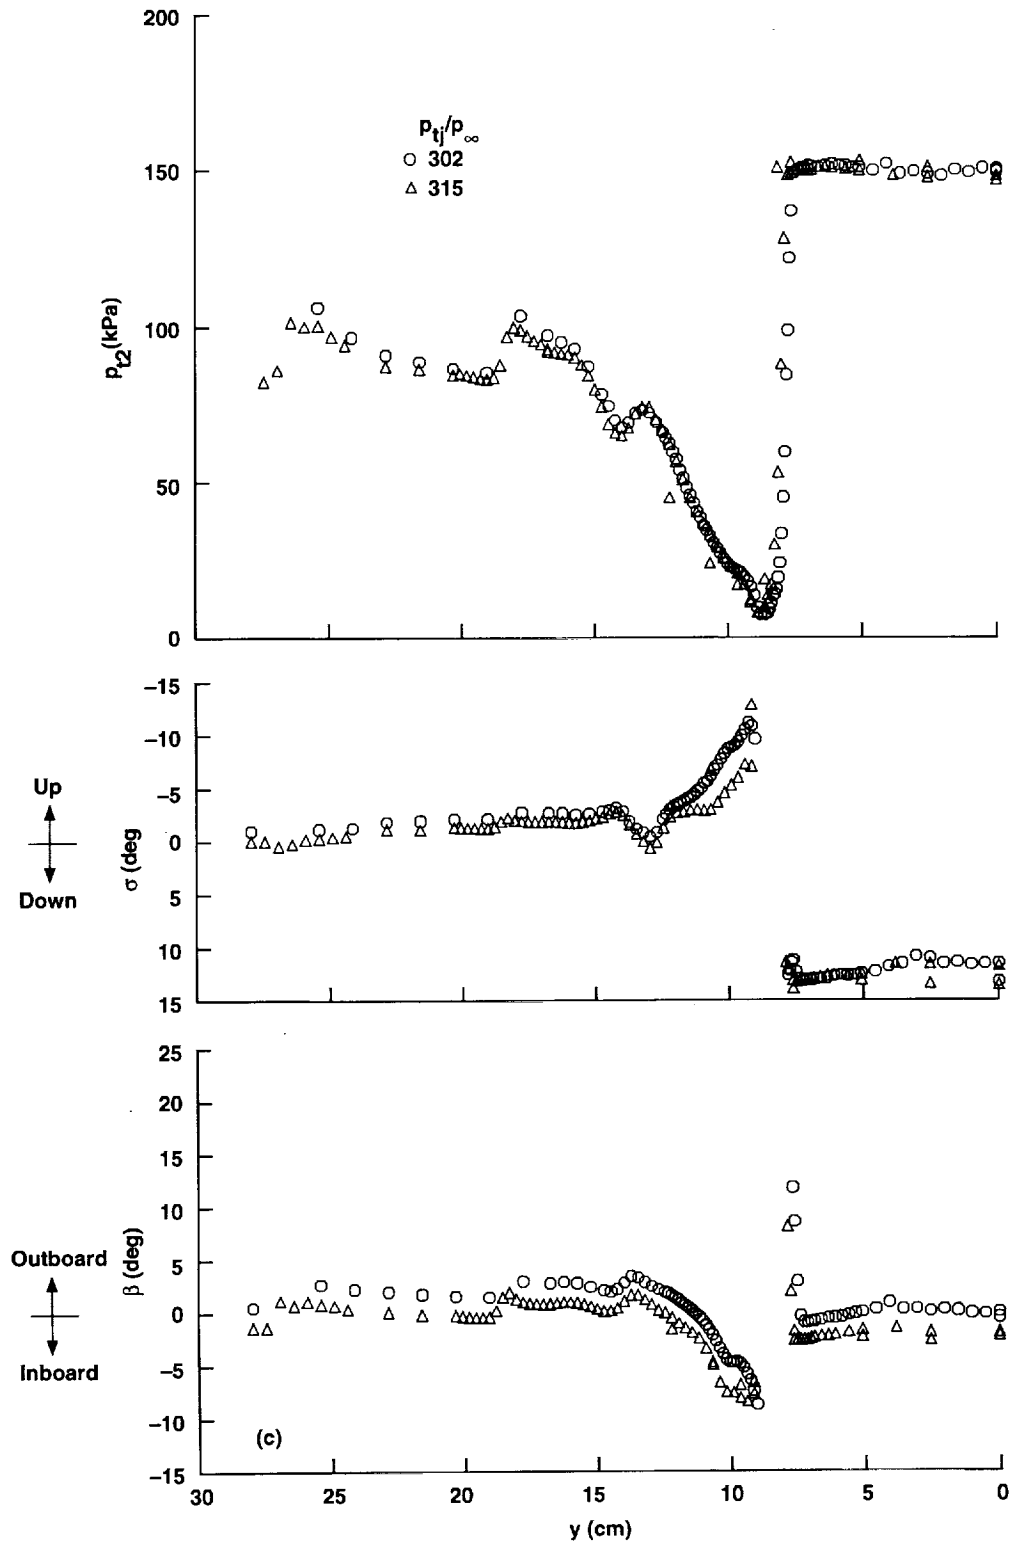 200
p_tj/p_∞
○ 302
△ 315
150
100
50
0
p_t2 (kPa)
–15
–10
–5
0
5
10
15
σ (deg
Up
Down
25
20
15
10
5
0
–5
–10
–15
β (deg)
Outboard
Inboard
(c)
30 25 20 15 10 5 0
y (cm)